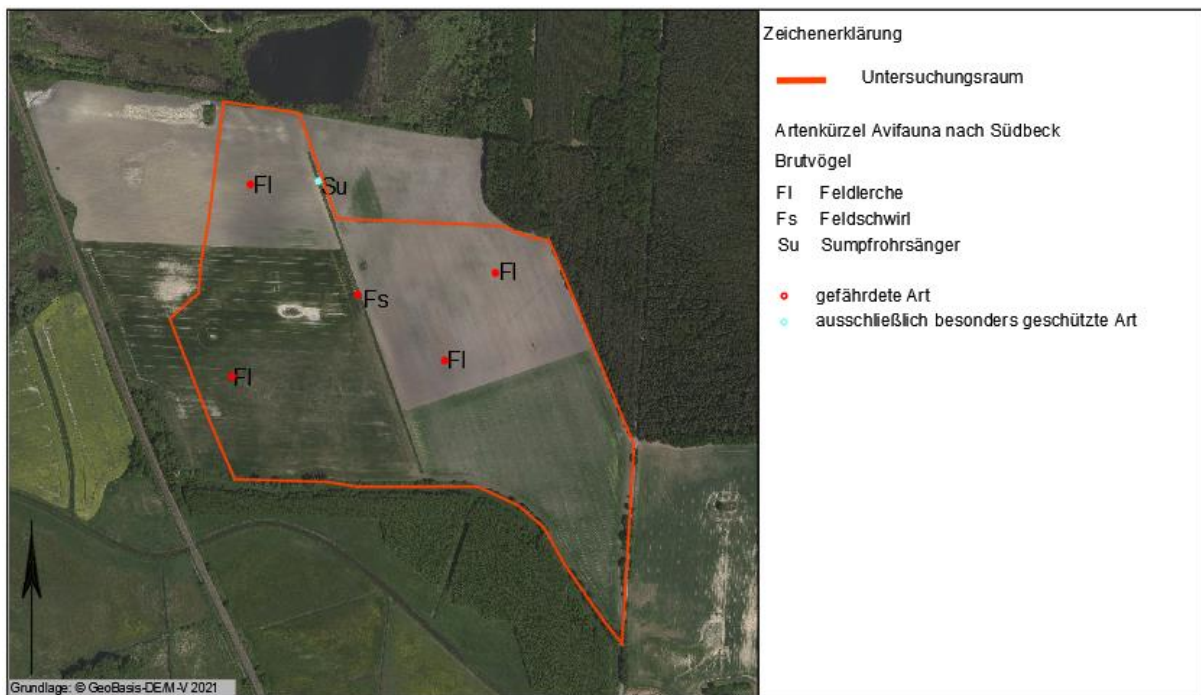 Zeichenerklärung
Untersuchungsraum
Artenkürzel Avifauna nach Südbeck
Brutvögel
Fl Feldlerche
Fs Feldschwirl
Su Sumpfrohrsänger
gefährdete Art
ausschließlich besonders geschützte Art
Fl
Su
Fl
Fs
Fl
Fl
Grundlage: © GeoBasis-DE/M-V 2021